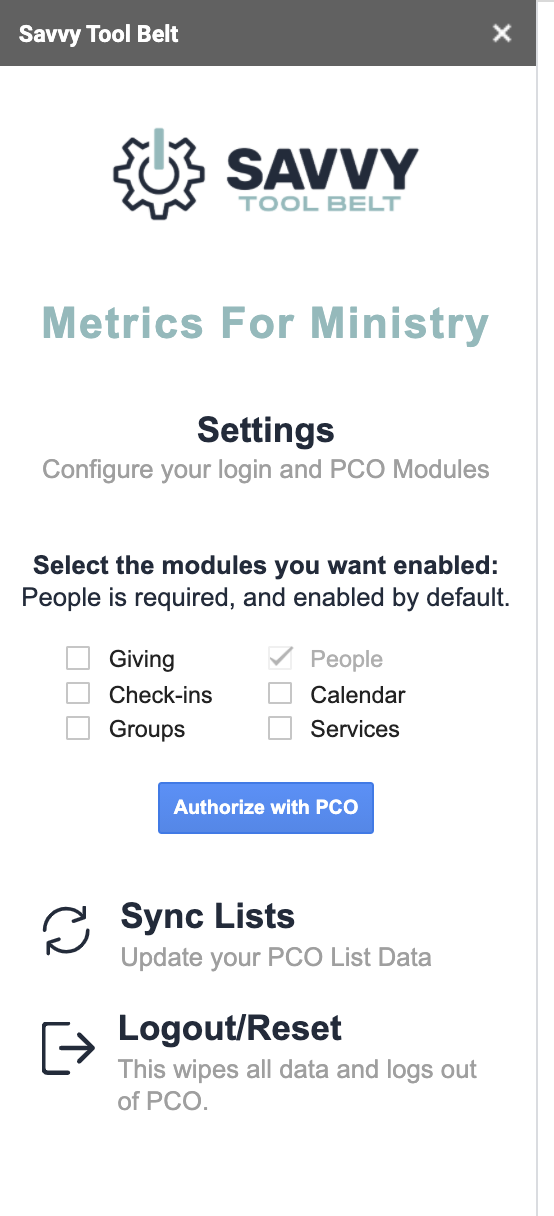 Savvy Tool Belt
SAVVY
TOOL BELT
Metrics For Ministry
Settings
Configure your login and PCO Modules
Select the modules you want enabled:
People is required, and enabled by default.
Giving
People
Check-ins
Calendar
Groups
Services
Authorize with PCO
Sync Lists
Update your PCO List Data
Logout/Reset
This wipes all data and logs out
of PCO.